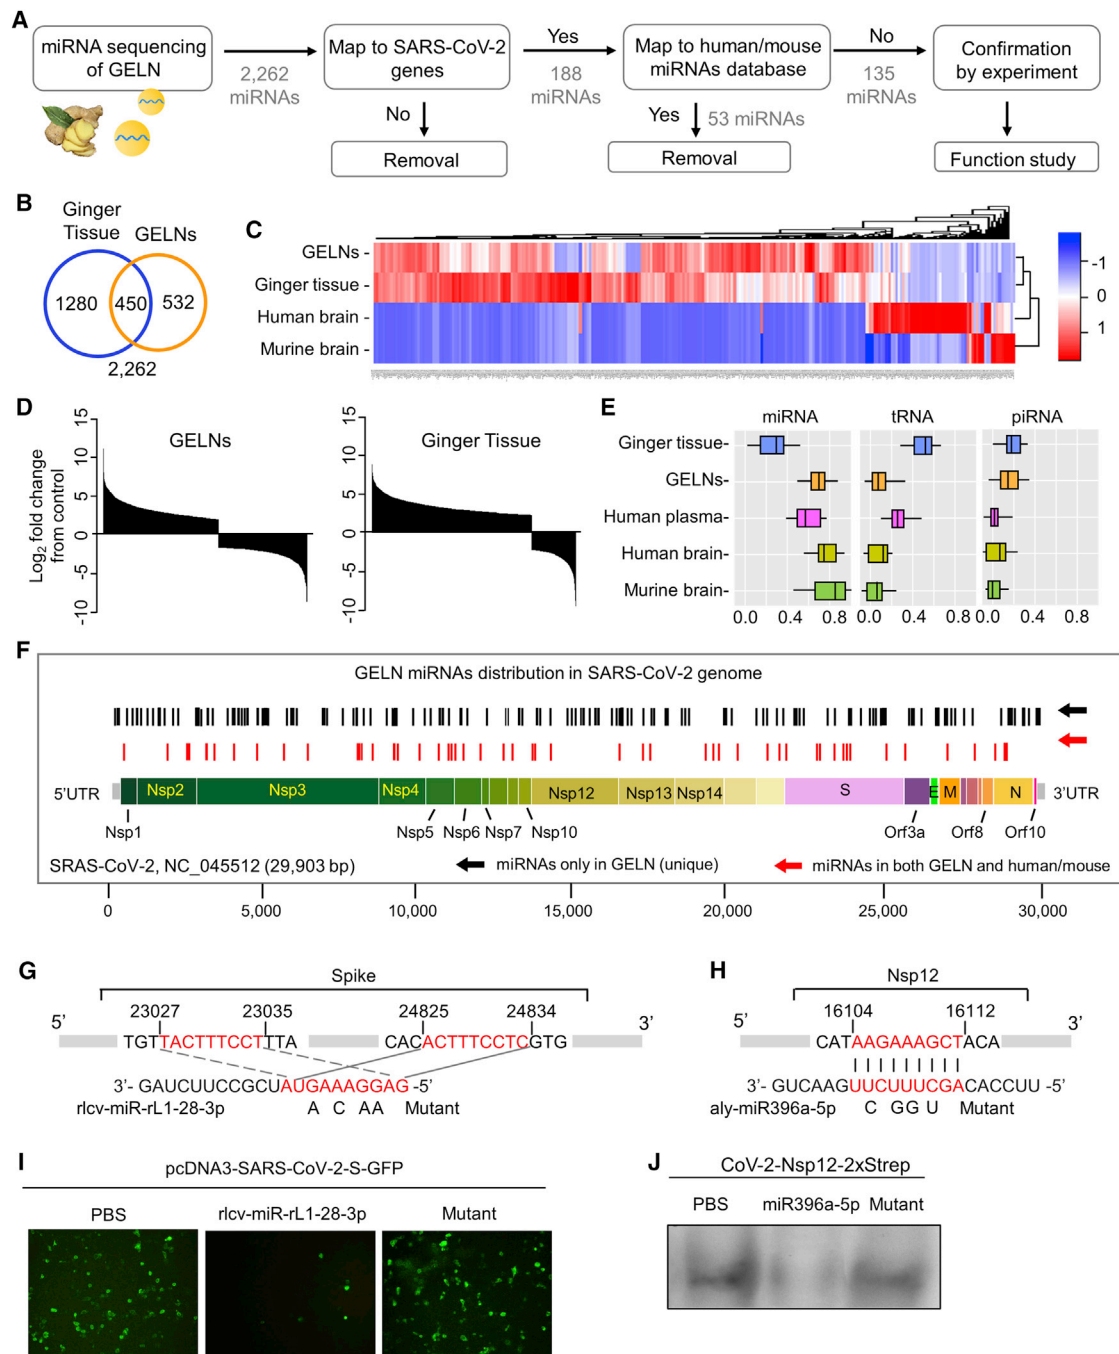 A
miRNA sequencing
of GELN
2,262
miRNAs
Map to SARS-CoV-2
genes
Yes
188
miRNAs
Map to human/mouse
miRNAs database
No
135
miRNAs
Confirmation
by experiment
No
Removal
Yes
53 miRNAs
Removal
Function study
B
Ginger
Tissue
GELNs
1280
450
532
2,262
C
GELNs -
Ginger tissue -
Human brain -
Murine brain -
-1
0
1
D
Log2 fold change
from control
15
10
5
0
-5
-10
GELNs
15
10
5
0
-5
-10
Ginger Tissue
E
miRNA
tRNA
piRNA
Ginger tissue-
GELNs-
Human plasma-
Human brain-
Murine brain-
0.0 0.4 0.8
0.0 0.4 0.8
0.0 0.4 0.8
F
GELN miRNAs distribution in SARS-CoV-2 genome
5'UTR
Nsp2
Nsp3
Nsp4
Nsp12
Nsp13
Nsp14
S
E
M
N
3'UTR
Nsp1
Nsp5
Nsp6
Nsp7
Nsp10
Orf3a
Orf8
Orf10
SRAS-CoV-2, NC_045512 (29,903 bp)
miRNAs only in GELN (unique)
miRNAs in both GELN and human/mouse
0
5,000
10,000
15,000
20,000
25,000
30,000
G
Spike
23027
23035
24825
24834
5'
3'
TGTTACTTTCCTTTA
CACACTTTCCTCGTG
3'- GAUCUUCCGCUAUGAAAGGAG -5'
rlcv-miR-rL1-28-3p
A C AA Mutant
H
Nsp12
16104
16112
5'
3'
CATAAGAAAGCTACA
3'- GUCAAGUUCUUUCGACACCUU -5'
aly-miR396a-5p
C GG U Mutant
I
pcDNA3-SARS-CoV-2-S-GFP
PBS
rlcv-miR-rL1-28-3p
Mutant
J
CoV-2-Nsp12-2xStrep
PBS
miR396a-5p
Mutant